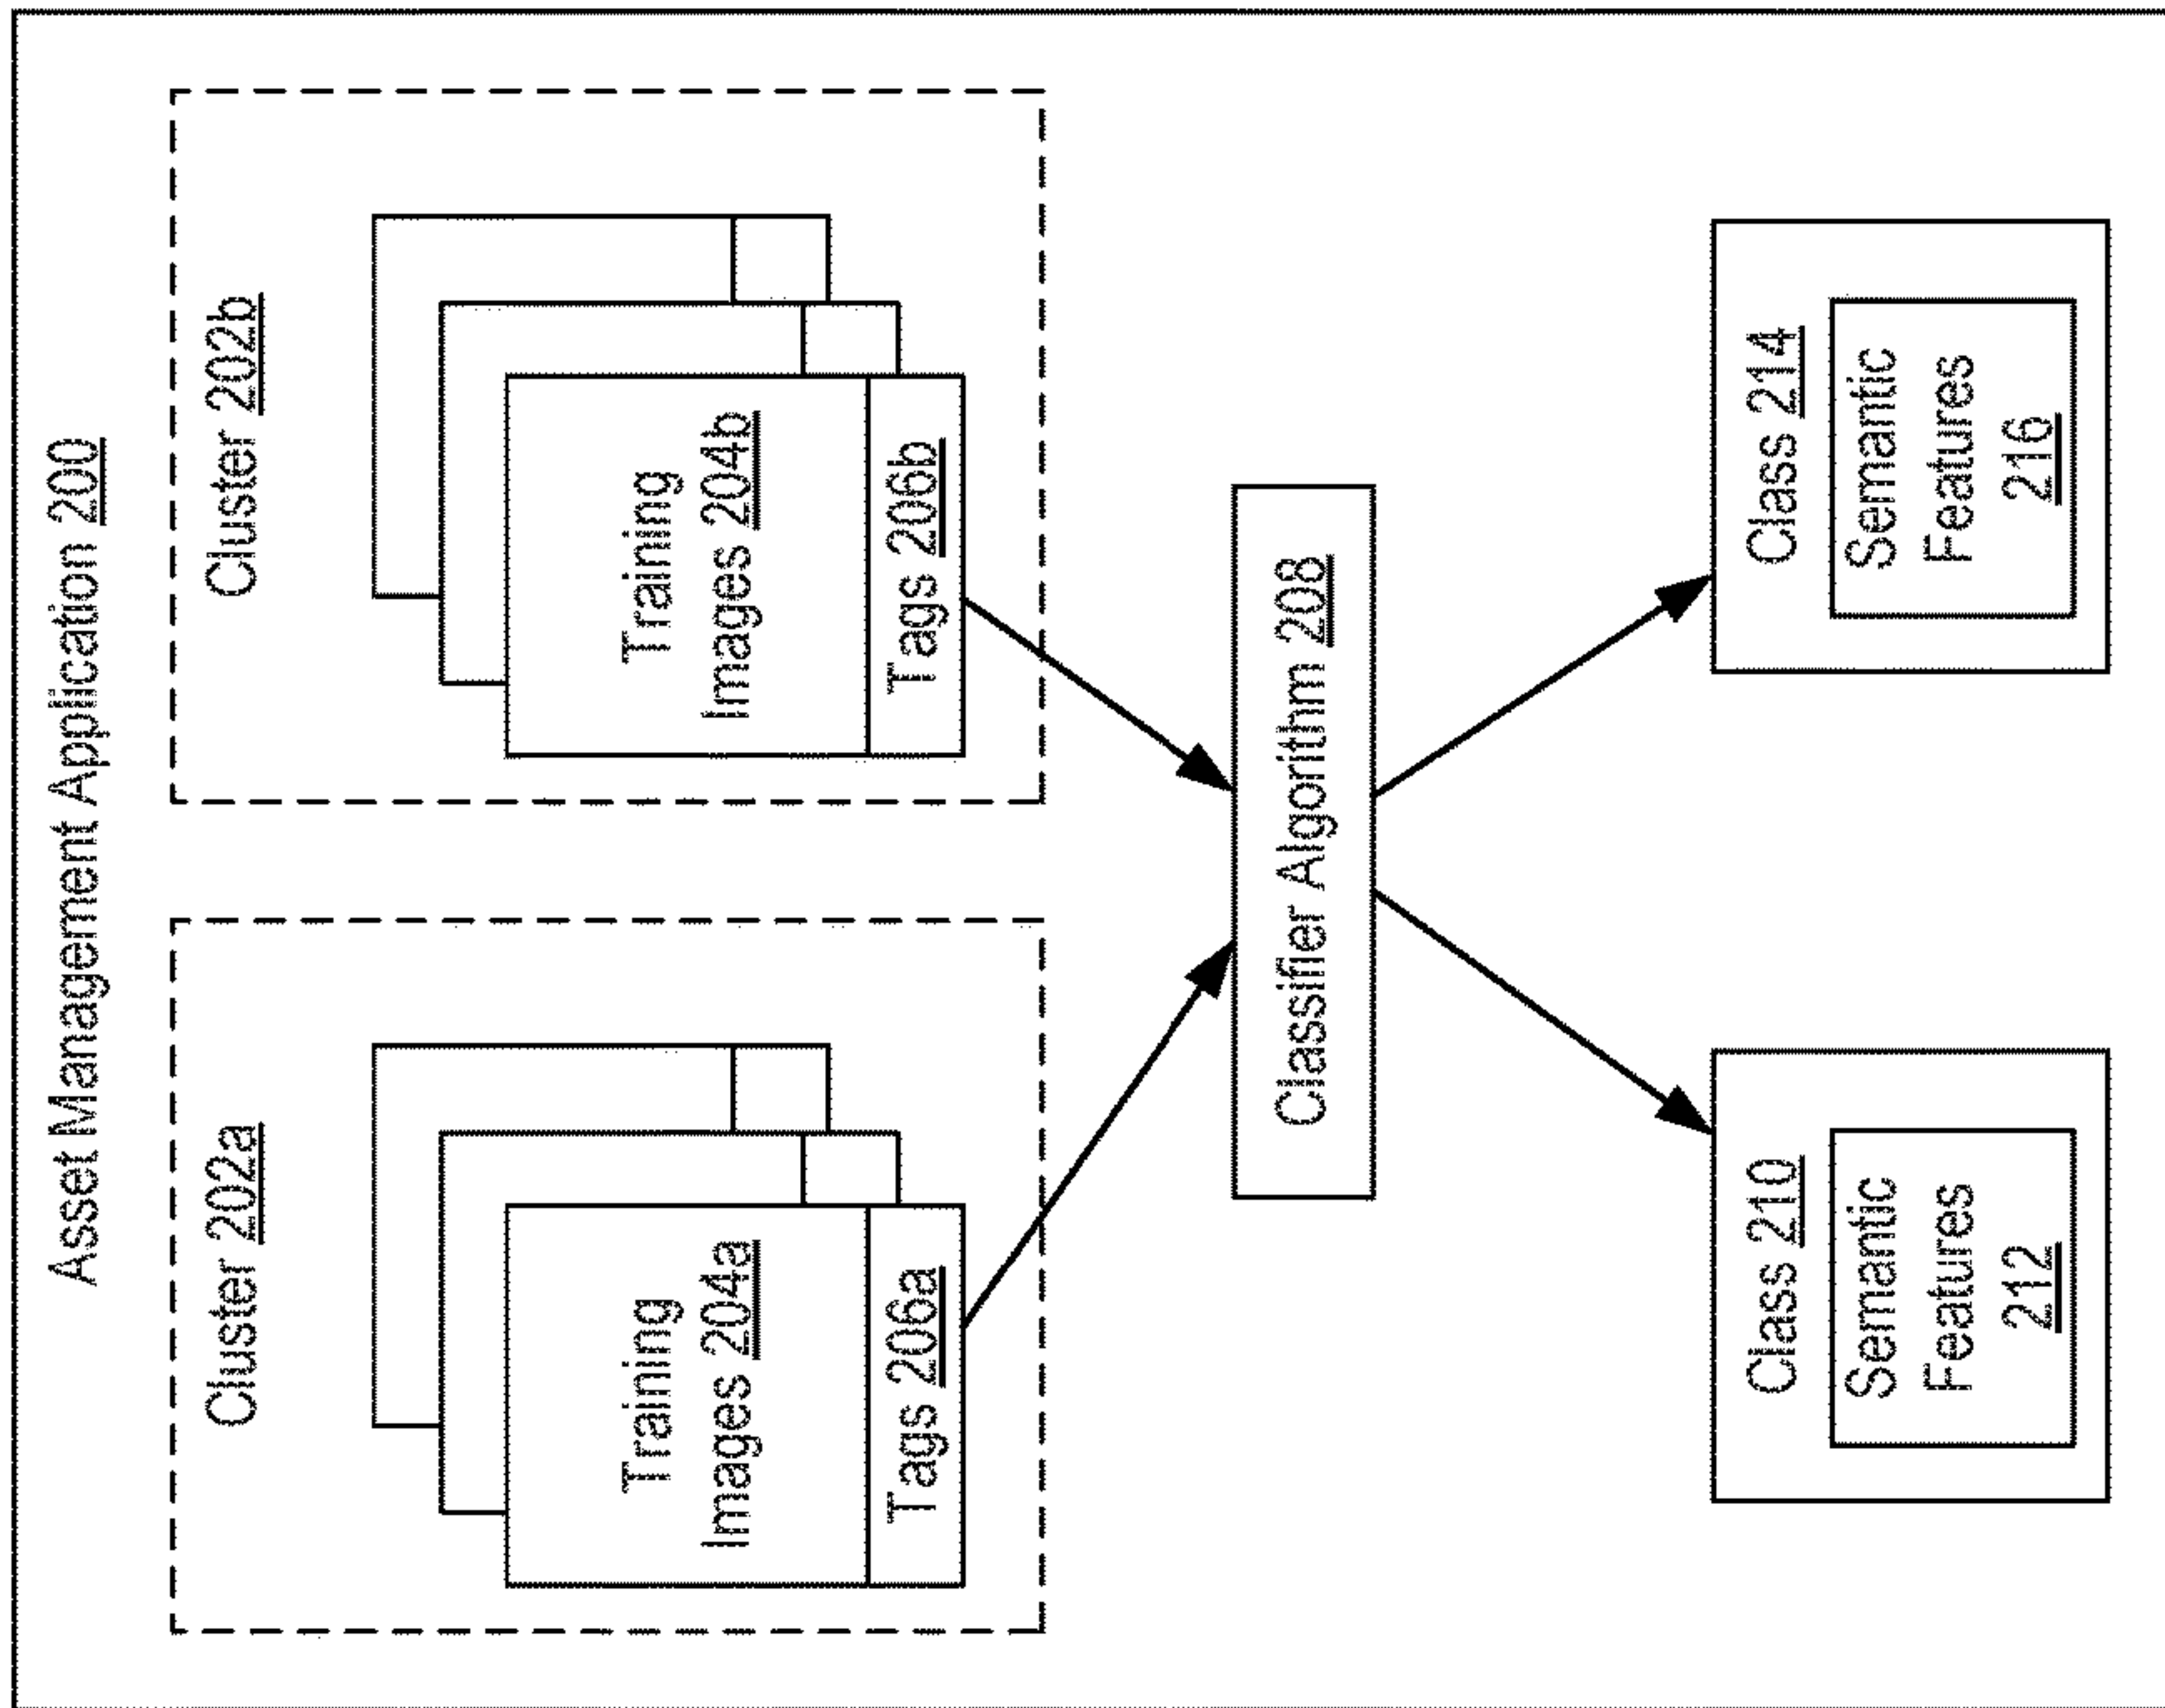 Asset Management Application 200
Cluster 202a
Training
Images 204a
Tags 206a
Cluster 202b
Training
Images 204b
Tags 206b
Classifier Algorithm 208
Class 210
Semantic
Features
212
Class 214
Semantic
Features
216